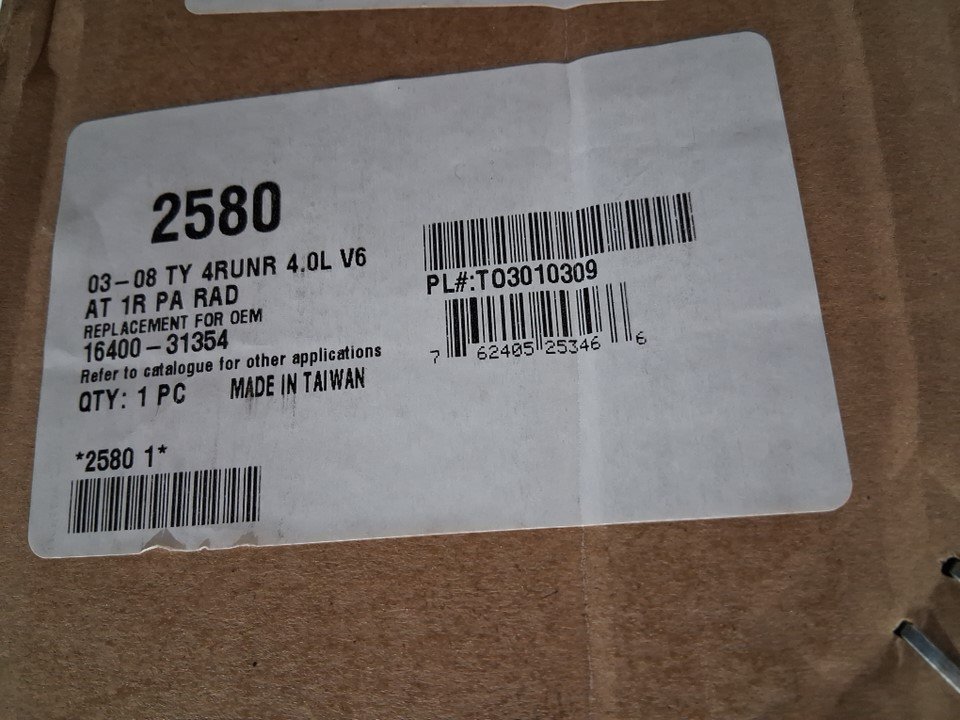 2580
03-08 TY 4RUNR 4.0L V6
AT 1R PA RAD
REPLACEMENT FOR OEM
16400-31354
Refer to catalogue for other applications
QTY: 1 PC MADE IN TAIWAN
*2580 1*
PL#:TO3010309
7 62405 25346 6